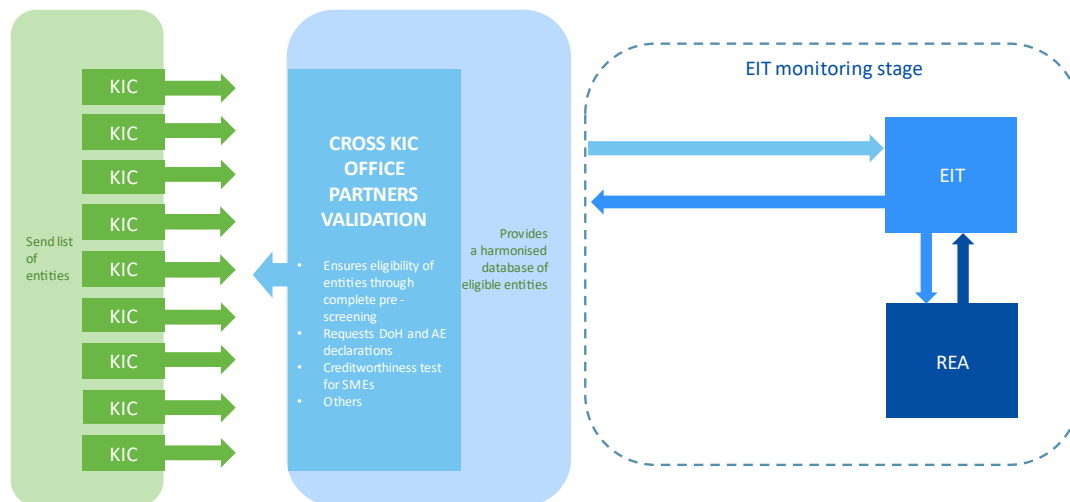 KIC
KIC
KIC
KIC
KIC
KIC
KIC
KIC
KIC
Send list
of
entities
CROSS KIC
OFFICE
PARTNERS
VALIDATION
• Ensures eligibility of
entities through
complete pre -
screening
• Requests DoH and AE
declarations
• Creditworthiness test
for SMEs
• Others
Provides
a harmonised
database of
eligible entities
EIT monitoring stage
EIT
REA